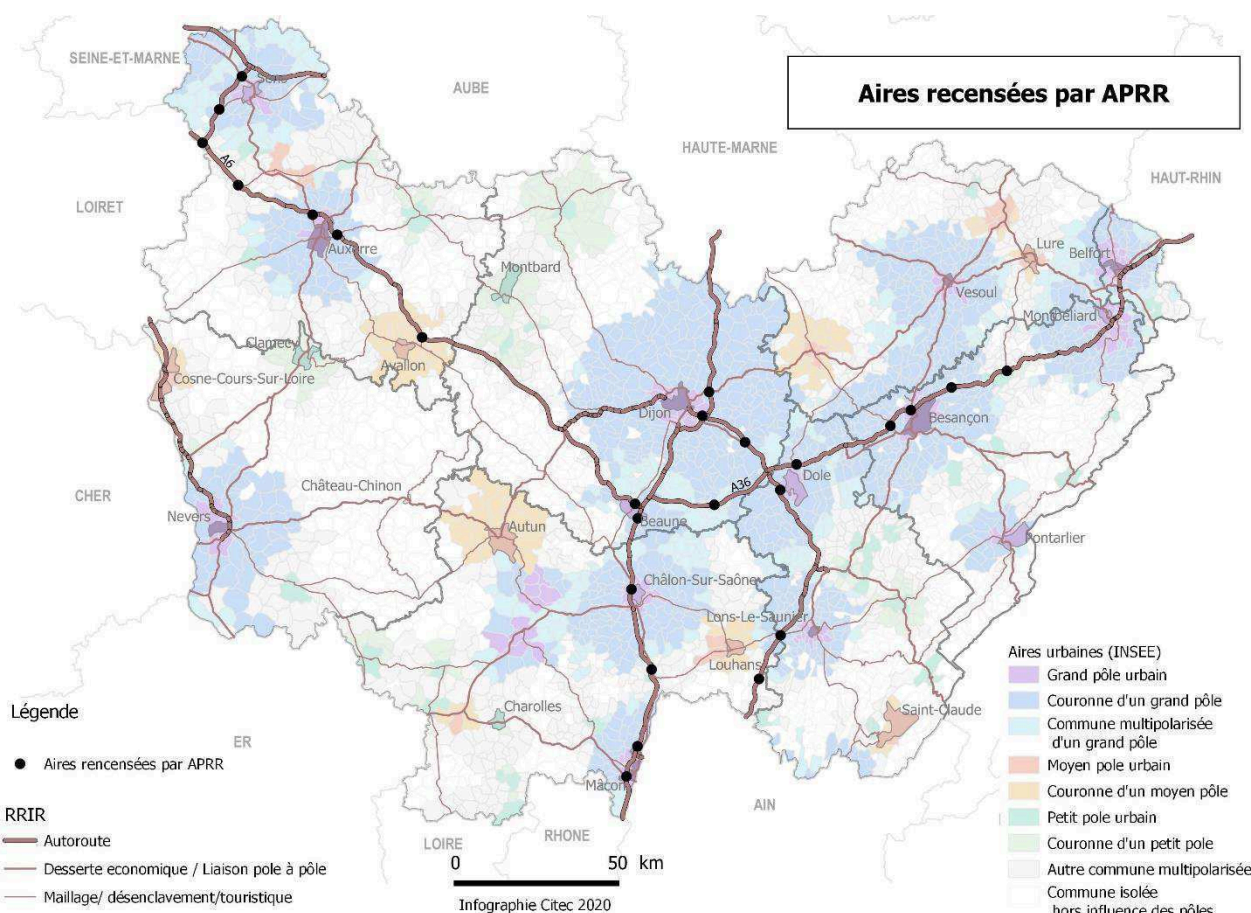 Aires recensées par APRR
SEINE-ET-MARNE
AUBE
HAUTE-MARNE
HAUT-RHIN
LOIRET
CHER
ER
LOIRE
RHONE
AIN
Sens
A6
Auxerre
Montbard
Lure
Belfort
Vesoul
Montbéliard
Clamecy
Avallon
Cosne-Cours-Sur-Loire
Dijon
Besançon
Château-Chinon
A36
Dole
Nevers
Autun
Beaune
Pontarlier
Châlon-Sur-Saône
Lons-Le-Saunier
Louhans
Charolles
Saint-Claude
Mâcon
Légende
Aires rencensées par APRR
RRIR
Autoroute
Desserte economique / Liaison pole à pôle
Maillage/ désenclavement/touristique
0 50 km
Infographie Citec 2020
Aires urbaines (INSEE)
Grand pôle urbain
Couronne d'un grand pôle
Commune multipolarisée
d'un grand pôle
Moyen pole urbain
Couronne d'un moyen pôle
Petit pole urbain
Couronne d'un petit pole
Autre commune multipolarisée
Commune isolée
hors influence des pôles